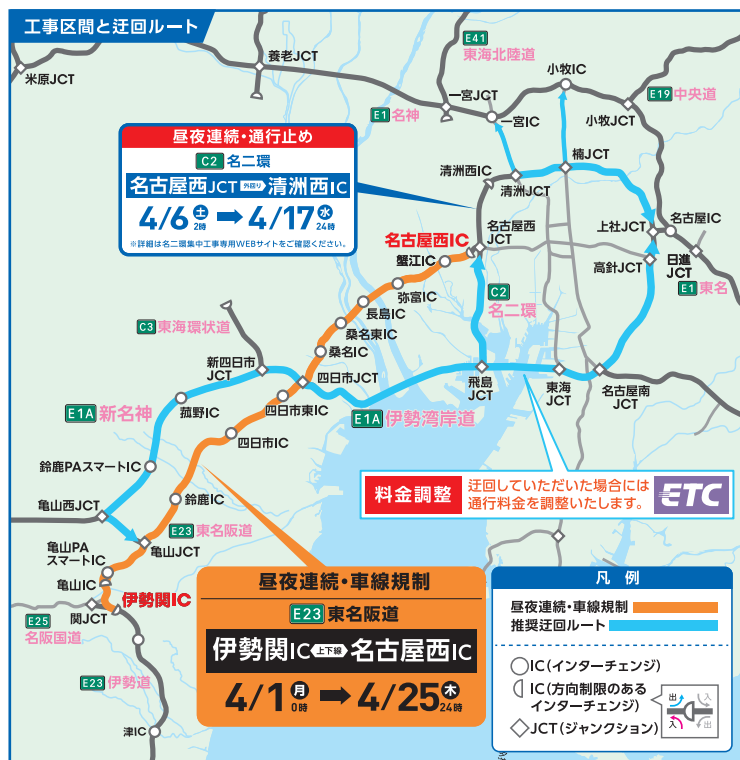 工事区間と迂回ルート
E41
東海北陸道
養老JCT
米原JCT
小牧IC
一宮JCT
E19 中央道
E1 名神
一宮IC
小牧JCT
昼夜連続・通行止め
C2 名二環
名古屋西JCT 外回り 清洲西IC
4/6 土 2時 ➡ 4/17 水 24時
※詳細は名二環集中工事専用WEBサイトをご確認ください。
楠JCT
清洲西IC
清洲JCT
名古屋西IC
名古屋西
JCT
上社JCT
名古屋IC
蟹江IC
高針JCT
日進
JCT
E1 東名
弥富IC
C2
名二環
長島IC
C3 東海環状道
桑名東IC
桑名IC
新四日市
JCT
四日市JCT
飛島
JCT
東海
JCT
名古屋南
JCT
E1A 新名神
菰野IC
四日市東IC
E1A 伊勢湾岸道
四日市IC
鈴鹿PAスマートIC
料金調整
迂回していただいた場合には
通行料金を調整いたします。
ETC
鈴鹿IC
亀山西JCT
E23 東名阪道
亀山JCT
亀山PA
スマートIC
亀山IC
伊勢関IC
関JCT
E25
名阪国道
E23 伊勢道
津IC
昼夜連続・車線規制
E23 東名阪道
伊勢関IC 上下線 名古屋西IC
4/1 月 0時 ➡ 4/25 木 24時
凡 例
昼夜連続・車線規制
推奨迂回ルート
IC(インターチェンジ)
IC(方向制限のある
インターチェンジ)
出 入
入 出
JCT(ジャンクション)